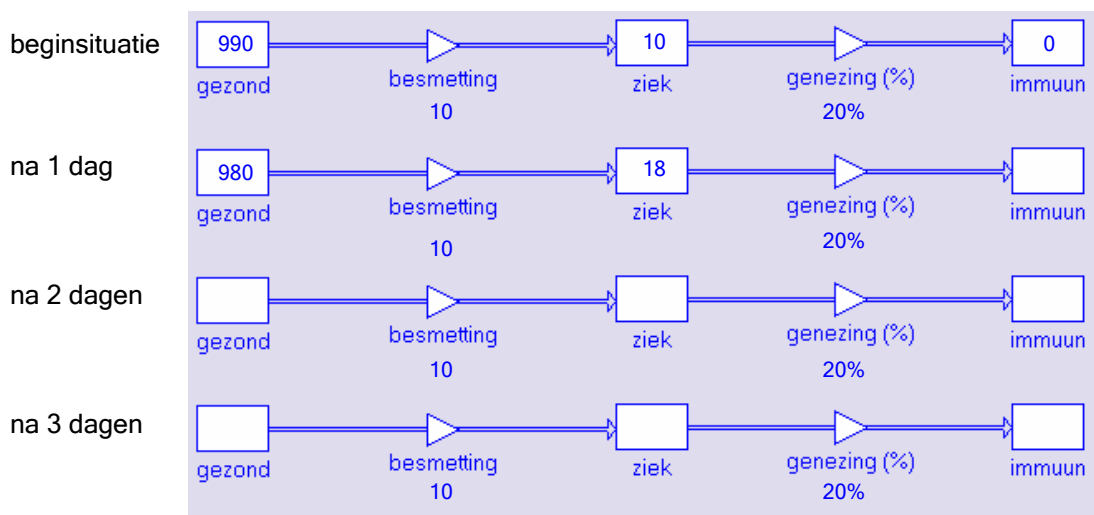 beginsituatie
990 10 0
gezond besmetting ziek genezing (%) immuun
10 20%
na 1 dag
980 18
gezond besmetting ziek genezing (%) immuun
10 20%
na 2 dagen
gezond besmetting ziek genezing (%) immuun
10 20%
na 3 dagen
gezond besmetting ziek genezing (%) immuun
10 20%